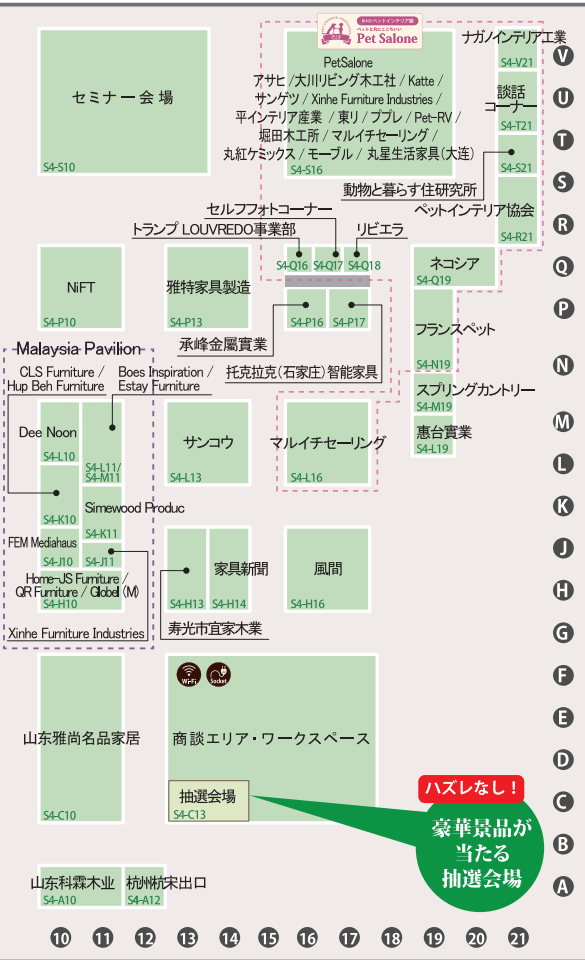 第4回 ペットインテリア展
ペットと共にここちいい
Pet Salone
ナガノインテリア工業
S4-V21
V
セミナー会場
S4-S10
PetSalone
アサヒ/大川リビング木工社 / Katte /
サンゲツ / Xinhe Furniture Industries /
平インテリア産業 / 東リ / ププレ / Pet-RV /
堀田木工所 / マルイチセーリング /
丸紅ケミックス / モーブル / 丸星生活家具(大连)
S4-S16
談話
コーナー
S4-T21
U
T
S4-S21
S
動物と暮らす住研究所
ペットインテリア協会
S4-R21
R
セルフフォトコーナー
トランプ LOUVREDO事業部
リビエラ
S4-Q16
S4-Q17
S4-Q18
ネコシア
S4-Q19
Q
NiFT
S4-P10
雅特家具製造
S4-P13
S4-P16
S4-P17
P
承峰金属實業
托克拉克(石家庄)智能家具
フランスベット
S4-N19
N
Malaysia Pavilion
CLS Furniture /
Hup Beh Furniture
Boes Inspiration /
Estay Furniture
スプリングカントリー
S4-M19
M
Dee Noon
S4-L10
S4-L11/
S4-M11
サンコウ
S4-L13
マルイチセーリング
S4-L16
惠台實業
S4-L19
L
S4-K10
Simewood Produc
S4-K11
K
FEM Mediahaus
S4-J10
S4-J11
J
Home-JS Furniture /
QR Furniture / Globel (M)
S4-H10
S4-H13
家具新聞
S4-H14
風間
S4-H16
H
Xinhe Furniture Industries
寿光市宜家木業
G
Wi-Fi
Socket
F
E
山东雅尚名品家居
S4-C10
商談エリア・ワークスペース
D
抽選会場
S4-C13
ハズレなし!
C
豪華景品が
当たる
抽選会場
B
山东科霖木业
S4-A10
杭州杭宋出口
S4-A12
A
10
11
12
13
14
15
16
17
18
19
20
21